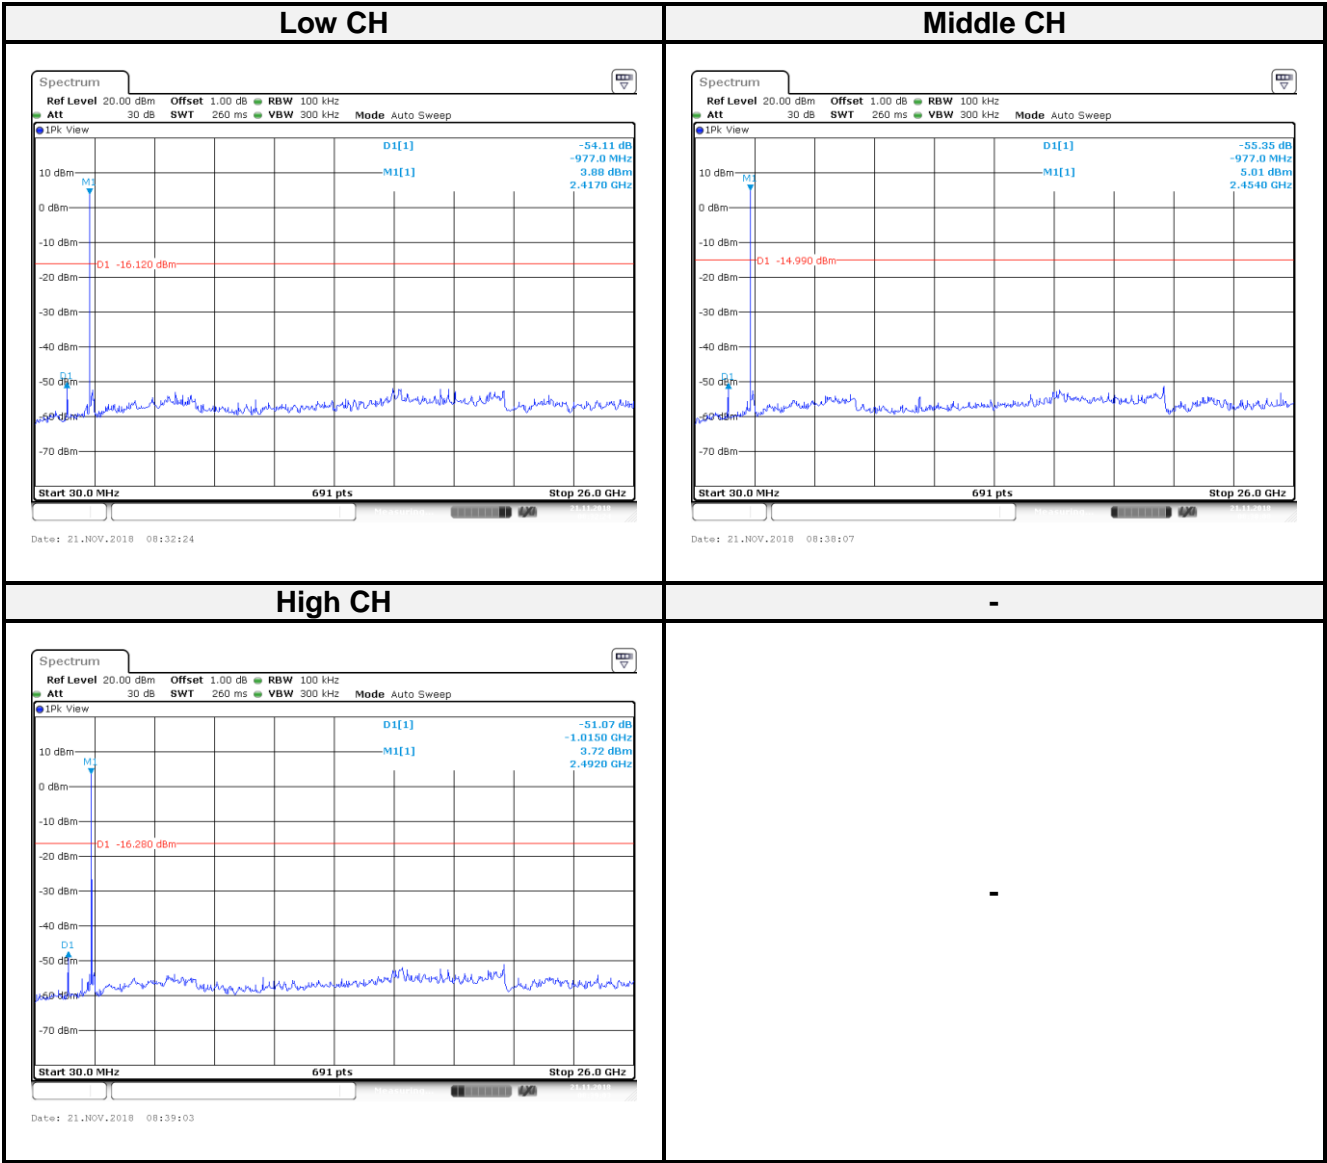 Low CH
Middle CH
Spectrum
Ref Level 20.00 dBm Offset 1.00 dB RBW 100 kHz
Att 30 dB SWT 260 ms VBW 300 kHz Mode Auto Sweep
1Pk View
D1[1] -54.11 dB
-977.0 MHz
10 dBm
M1[1] 3.88 dBm
M1
2.4170 GHz
0 dBm
-10 dBm
D1 -16.120 dBm
-20 dBm
-30 dBm
-40 dBm
D1
-50 dBm
-60 dBm
-70 dBm
Start 30.0 MHz 691 pts Stop 26.0 GHz
Measuring 21.11.2018
Date: 21.NOV.2018 08:32:24
Spectrum
Ref Level 20.00 dBm Offset 1.00 dB RBW 100 kHz
Att 30 dB SWT 260 ms VBW 300 kHz Mode Auto Sweep
1Pk View
D1[1] -55.35 dB
-977.0 MHz
10 dBm
M1[1] 5.01 dBm
M1
2.4540 GHz
0 dBm
-10 dBm
D1 -14.990 dBm
-20 dBm
-30 dBm
-40 dBm
D1
-50 dBm
-60 dBm
-70 dBm
Start 30.0 MHz 691 pts Stop 26.0 GHz
Measuring 21.11.2018
Date: 21.NOV.2018 08:38:07
High CH
-
Spectrum
Ref Level 20.00 dBm Offset 1.00 dB RBW 100 kHz
Att 30 dB SWT 260 ms VBW 300 kHz Mode Auto Sweep
1Pk View
D1[1] -51.07 dB
-1.0150 GHz
10 dBm
M1[1] 3.72 dBm
M1
2.4920 GHz
0 dBm
-10 dBm
D1 -16.280 dBm
-20 dBm
-30 dBm
-40 dBm
D1
-50 dBm
-60 dBm
-70 dBm
Start 30.0 MHz 691 pts Stop 26.0 GHz
Measuring 21.11.2018
Date: 21.NOV.2018 08:39:03
-